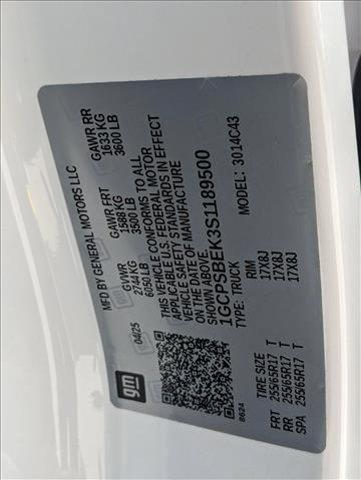 MFD BY GENERAL MOTORS LLC
gm
04/25
GVWR
2744 KG
6050 LB
GAWR FRT
1588 KG
3500 LB
GAWR RR
1633 KG
3600 LB
THIS VEHICLE CONFORMS TO ALL
APPLICABLE U.S. FEDERAL MOTOR
VEHICLE SAFETY STANDARDS IN EFFECT
ON THE DATE OF MANUFACTURE
SHOWN ABOVE.
1GCPSBEK3S1189500
TYPE: TRUCK
MODEL: 3O14C43
8624
TIRE SIZE RIM
FRT 255/65R17 T 17X8J
RR 255/65R17 T 17X8J
SPA 255/65R17 T 17X8J